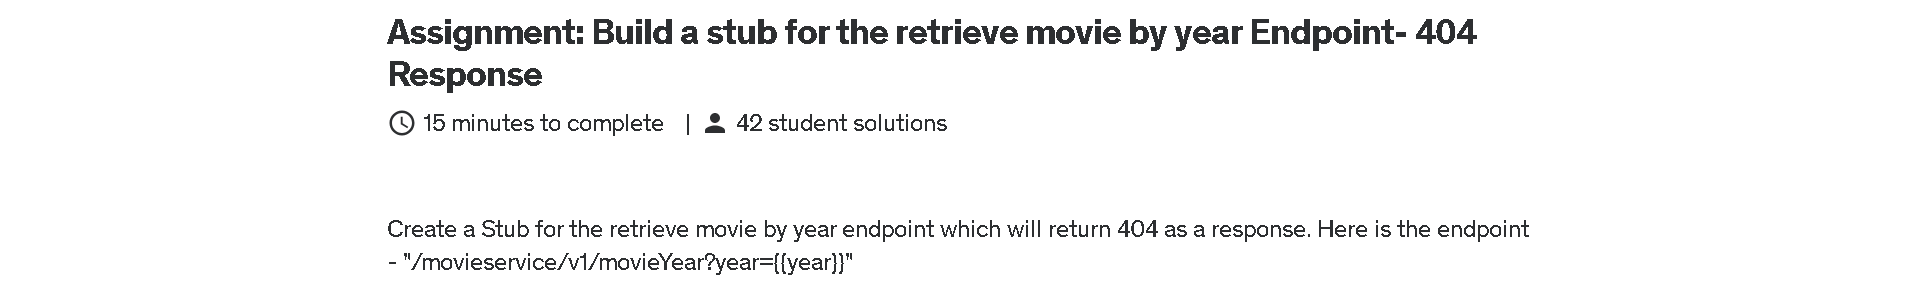 Assignment: Build a stub for the retrieve movie by year Endpoint- 404
Response
15 minutes to complete | 42 student solutions
Create a Stub for the retrieve movie by year endpoint which will return 404 as a response. Here is the endpoint
- "/movieservice/v1/movieYear?year={{year}}"